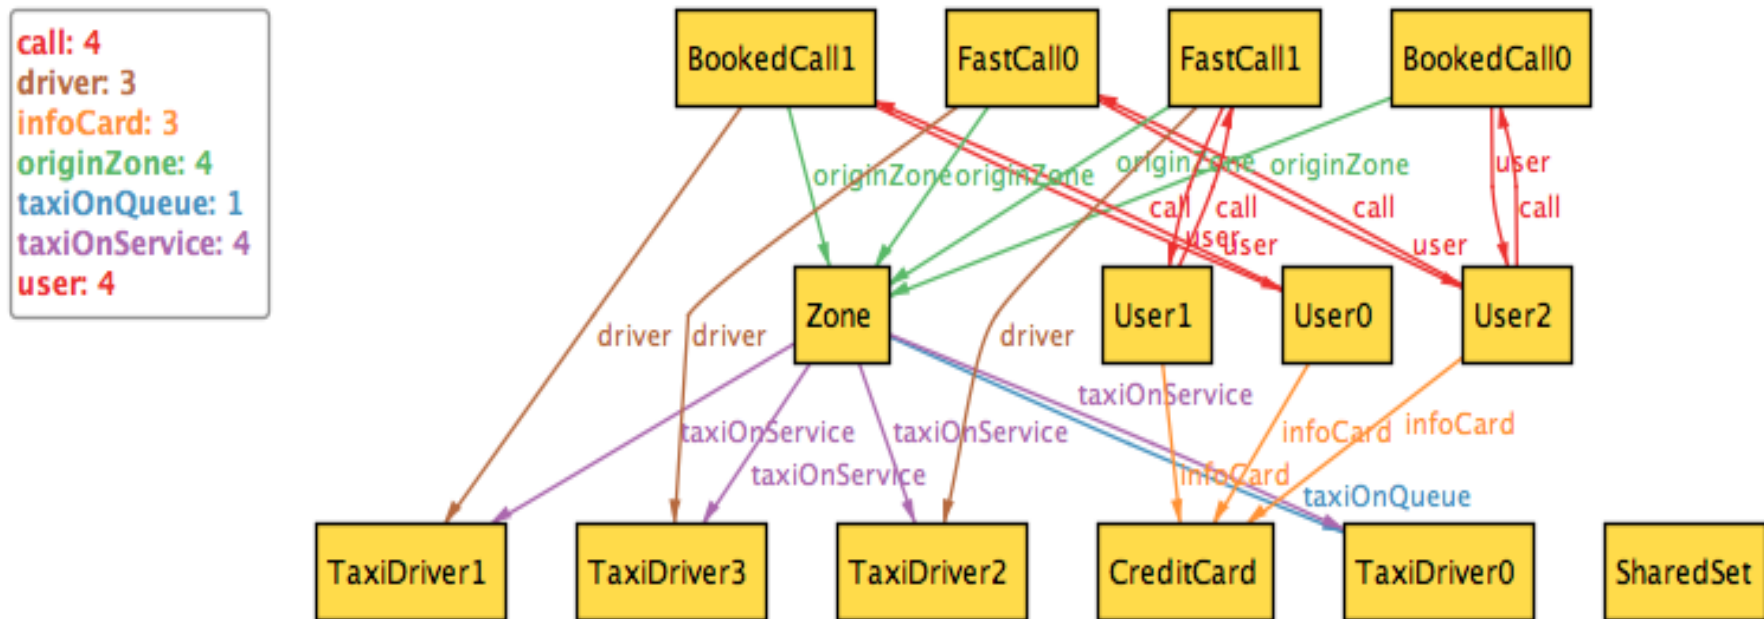 call: 4
driver: 3
infoCard: 3
originZone: 4
taxiOnQueue: 1
taxiOnService: 4
user: 4
BookedCall1
FastCall0
FastCall1
BookedCall0
originZone
originZone
originZone
originZone
user
call
call
call
call
user
user
user
Zone
User1
User0
User2
driver
driver
driver
taxiOnService
taxiOnService
taxiOnService
infoCard
infoCard
taxiOnService
infoCard
taxiOnQueue
TaxiDriver1
TaxiDriver3
TaxiDriver2
CreditCard
TaxiDriver0
SharedSet